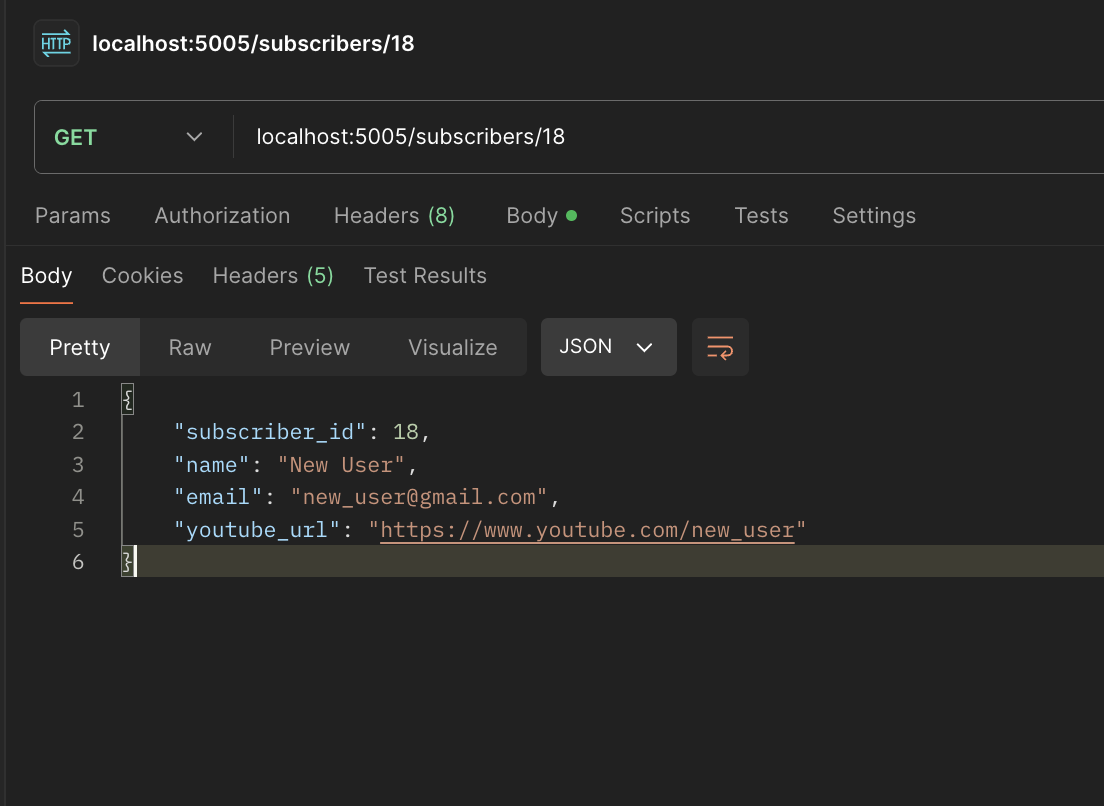 HTTP localhost:5005/subscribers/18
GET localhost:5005/subscribers/18
Params Authorization Headers (8) Body Scripts Tests Settings
Body Cookies Headers (5) Test Results
Pretty Raw Preview Visualize JSON
1 {
2 "subscriber_id": 18,
3 "name": "New User",
4 "email": "new_user@gmail.com",
5 "youtube_url": "https://www.youtube.com/new_user"
6 }